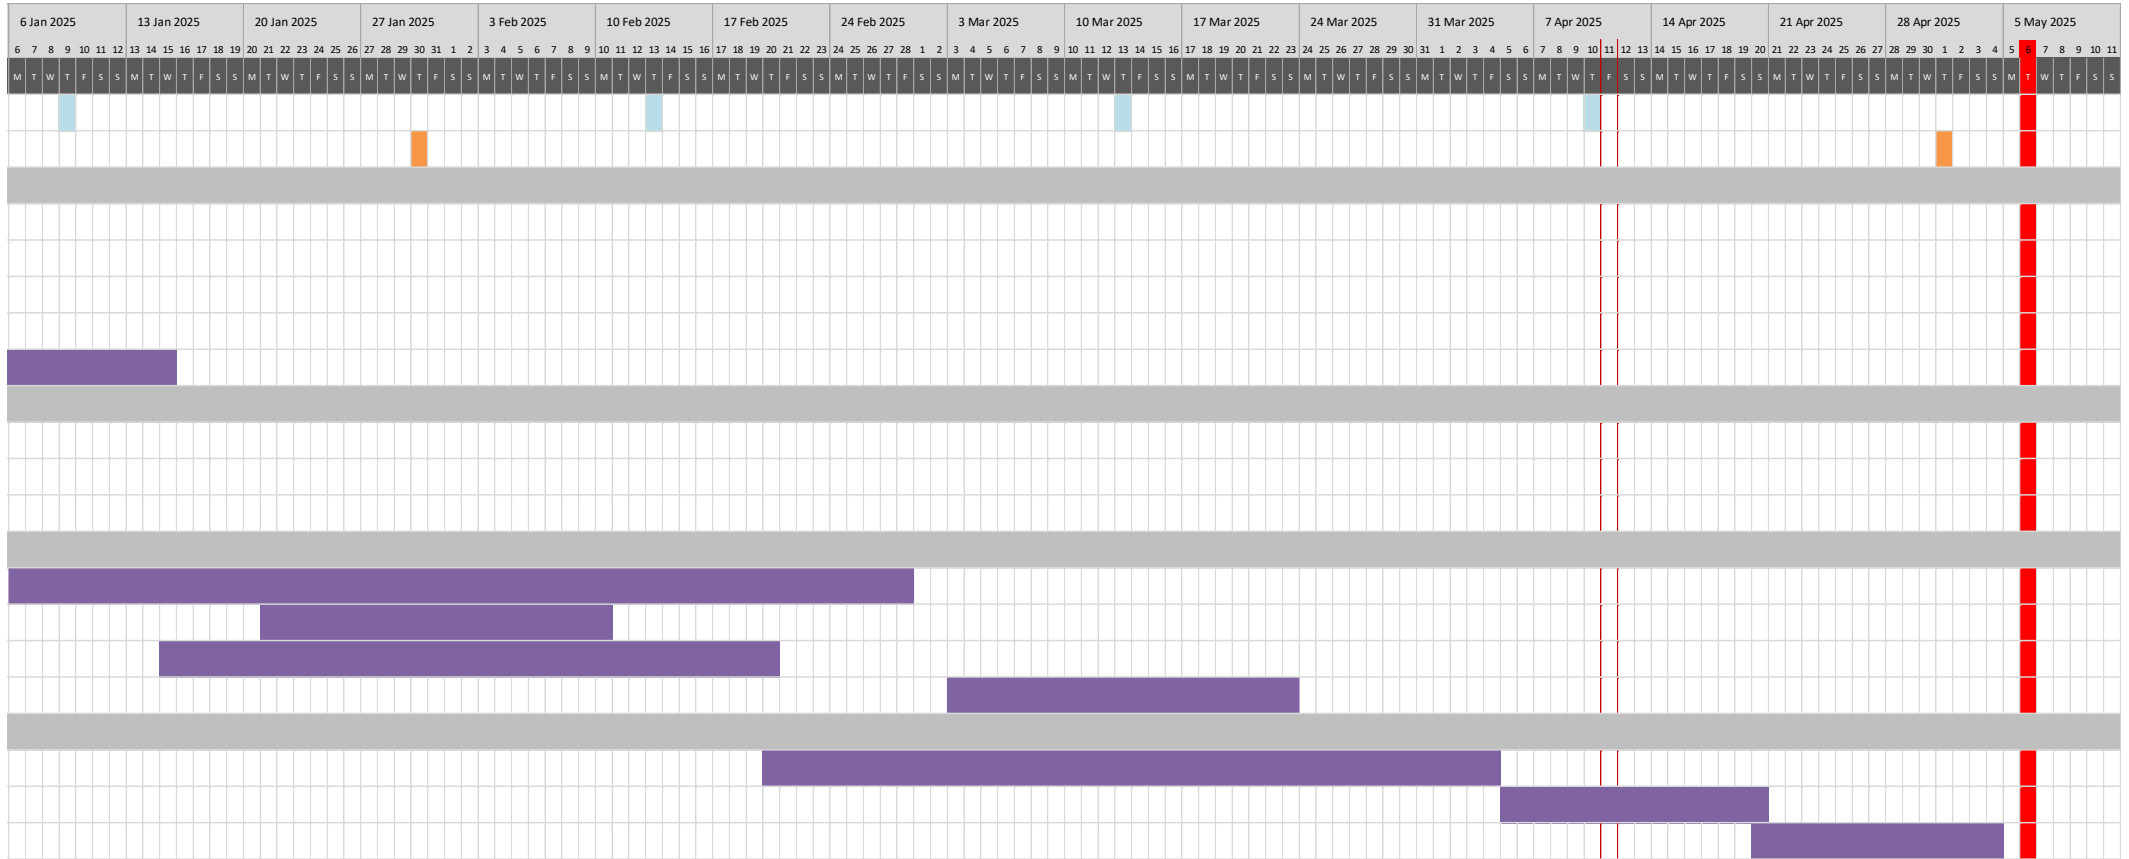 6 Jan 2025 13 Jan 2025 20 Jan 2025 27 Jan 2025 3 Feb 2025 10 Feb 2025 17 Feb 2025 24 Feb 2025 3 Mar 2025 10 Mar 2025 17 Mar 2025 24 Mar 2025 31 Mar 2025 7 Apr 2025 14 Apr 2025 21 Apr 2025 28 Apr 2025 5 May 2025
6 7 8 9 10 11 12 13 14 15 16 17 18 19 20 21 22 23 24 25 26 27 28 29 30 31 1 2 3 4 5 6 7 8 9 10 11 12 13 14 15 16 17 18 19 20 21 22 23 24 25 26 27 28 1 2 3 4 5 6 7 8 9 10 11 12 13 14 15 16 17 18 19 20 21 22 23 24 25 26 27 28 29 30 31 1 2 3 4 5 6 7 8 9 10 11 12 13 14 15 16 17 18 19 20 21 22 23 24 25 26 27 28 29 30 1 2 3 4 5 6 7 8 9 10 11
M T W T F S S M T W T F S S M T W T F S S M T W T F S S M T W T F S S M T W T F S S M T W T F S S M T W T F S S M T W T F S S M T W T F S S M T W T F S S M T W T F S S M T W T F S S M T W T F S S M T W T F S S M T W T F S S M T W T F S S M T W T F S S